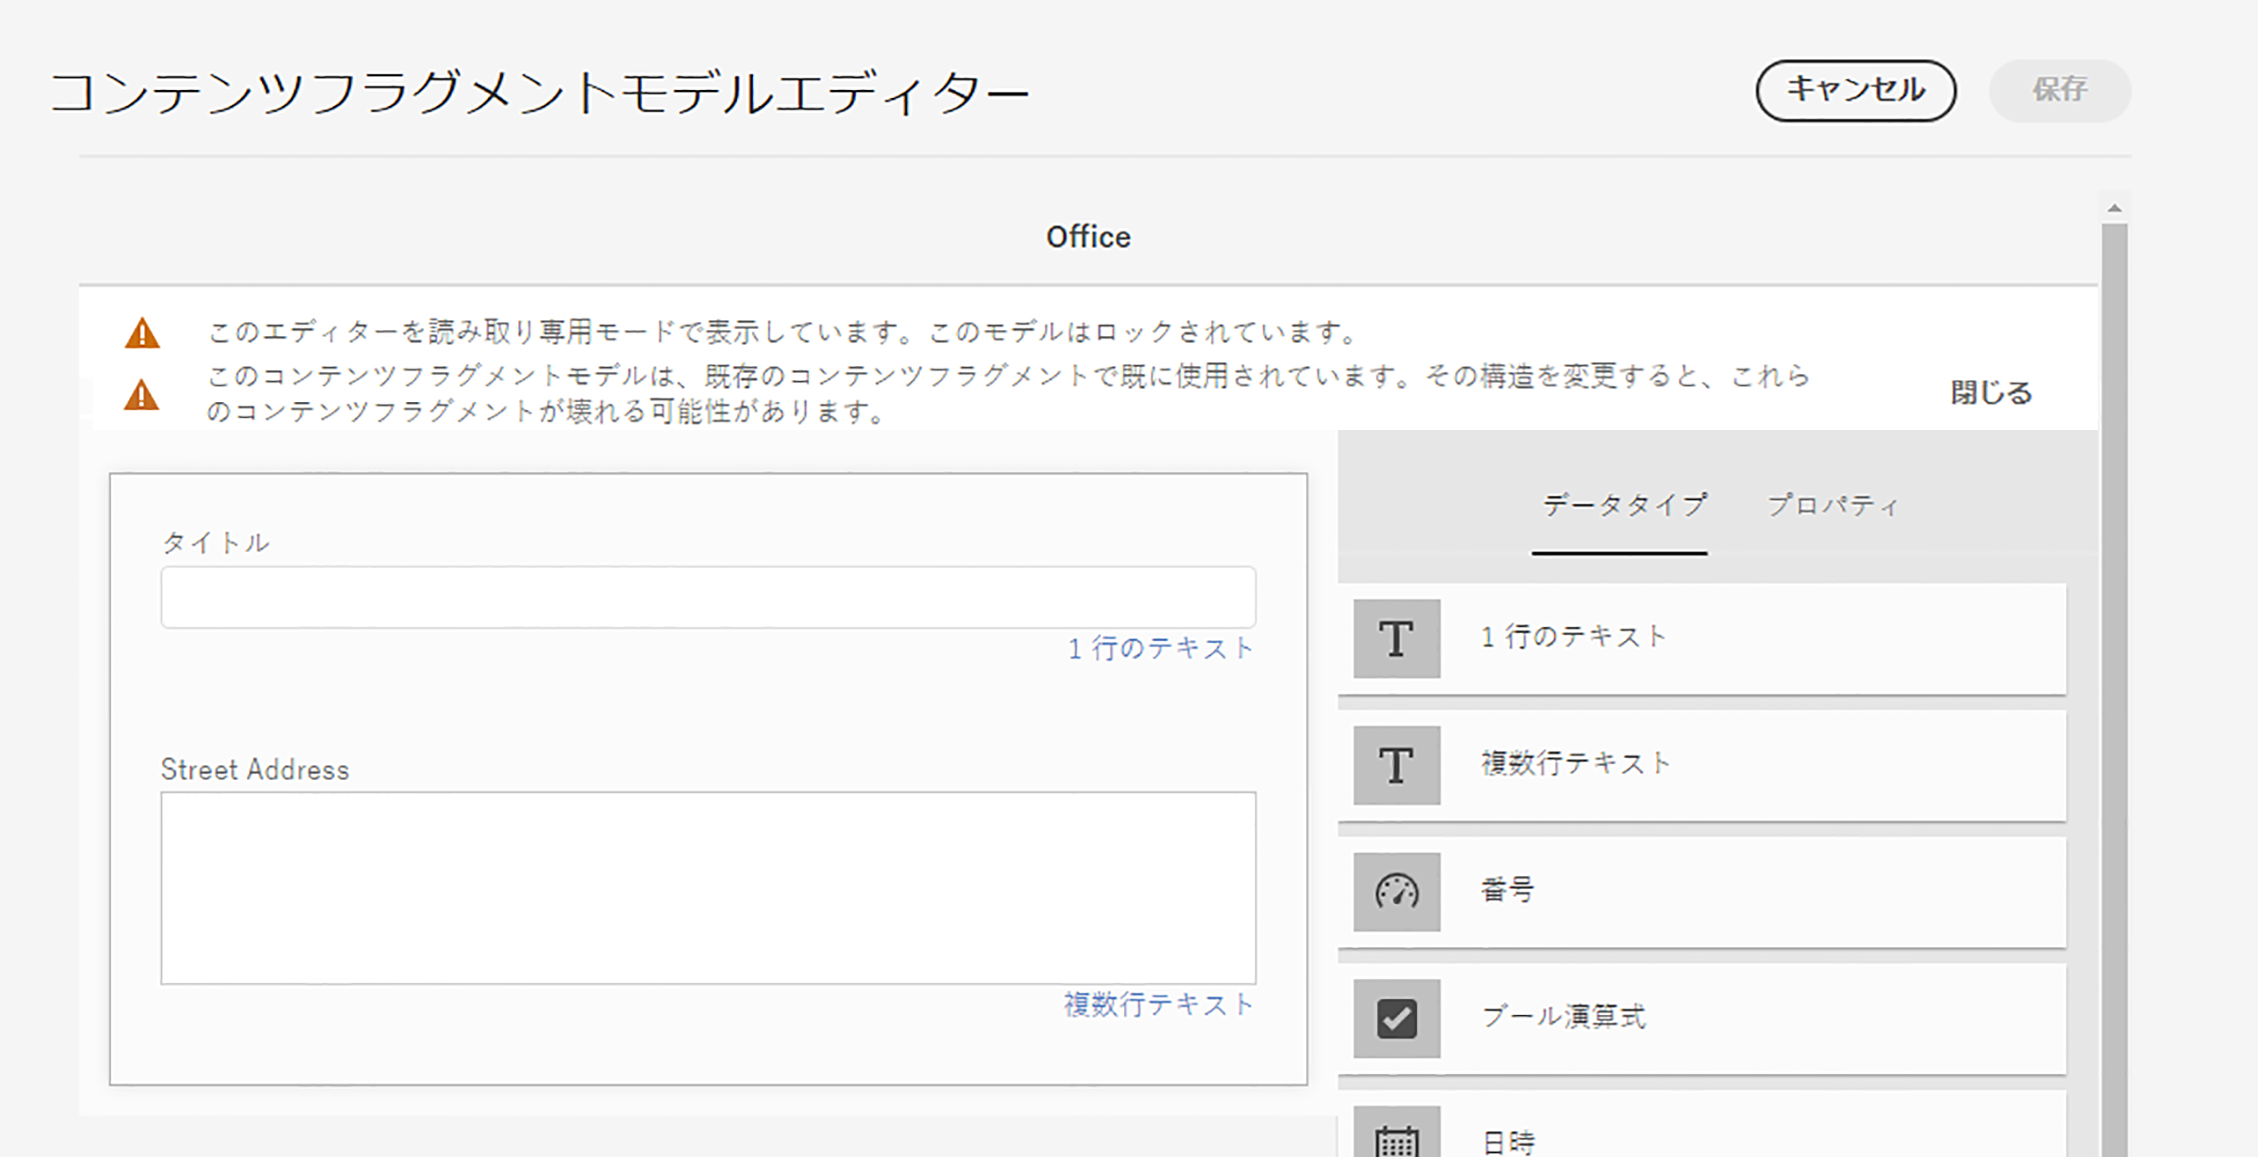 コンテンツフラグメントモデルエディター
キャンセル
保存
Office
このエディターを読み取り専用モードで表示しています。このモデルはロックされています。
このコンテンツフラグメントモデルは、既存のコンテンツフラグメントで既に使用されています。その構造を変更すると、これら
のコンテンツフラグメントが壊れる可能性があります。
閉じる
タイトル
1 行のテキスト
Street Address
複数行テキスト
データタイプ
プロパティ
1 行のテキスト
複数行テキスト
番号
ブール演算式
日時